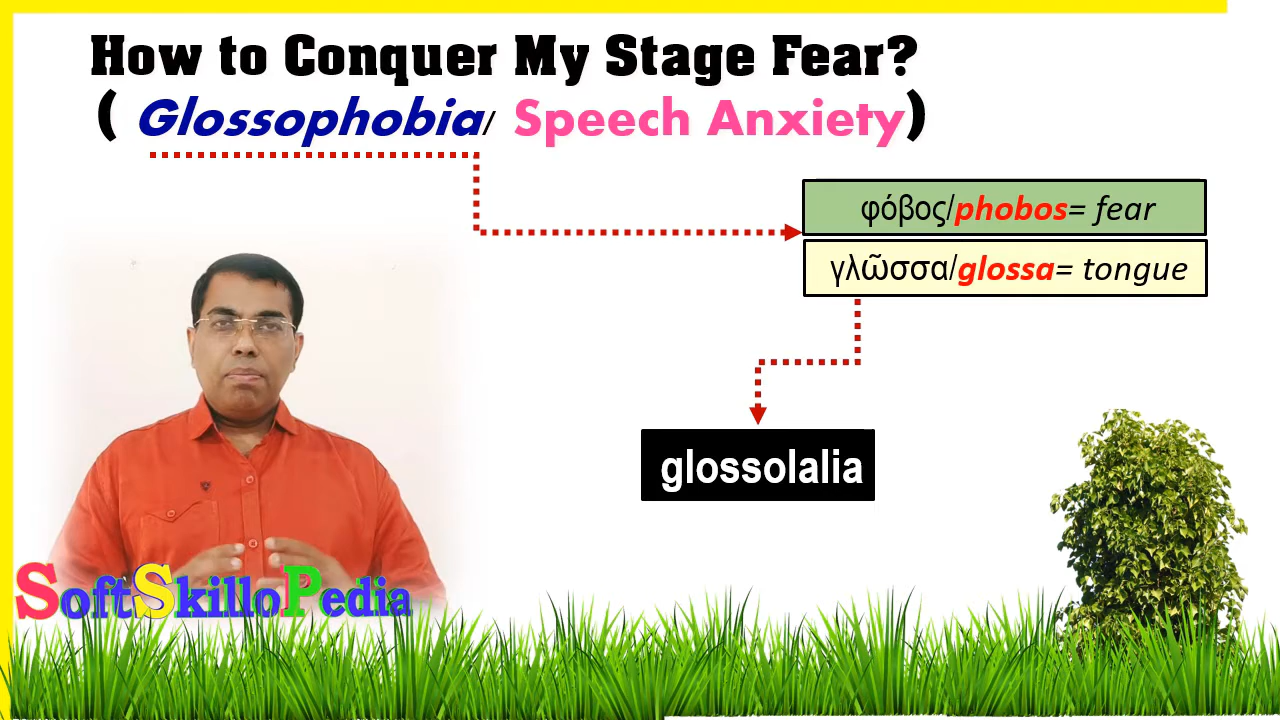 How to Conquer My Stage Fear?
( Glossophobia/ Speech Anxiety)
φόβος/phobos= fear
γλῶσσα/glossa= tongue
glossolalia
SoftSkilloPedia